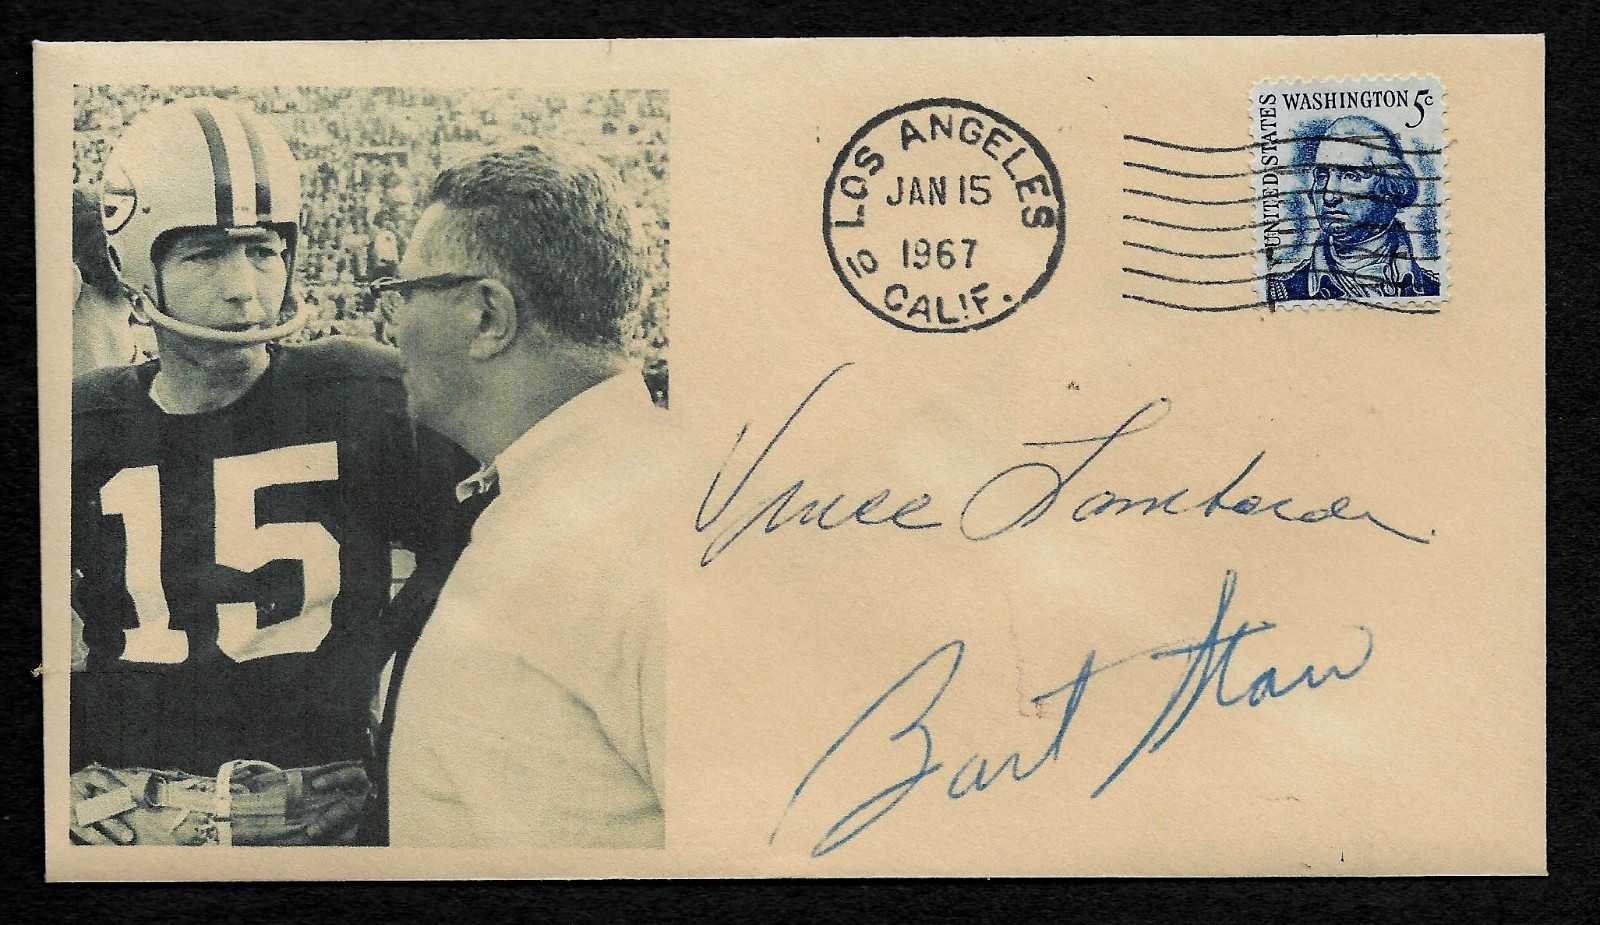 LOS ANGELES
JAN 15
1967
10
CALIF.
UNITED STATES
WASHINGTON 5c
G
15
Vince Lombardi
Bart Starr